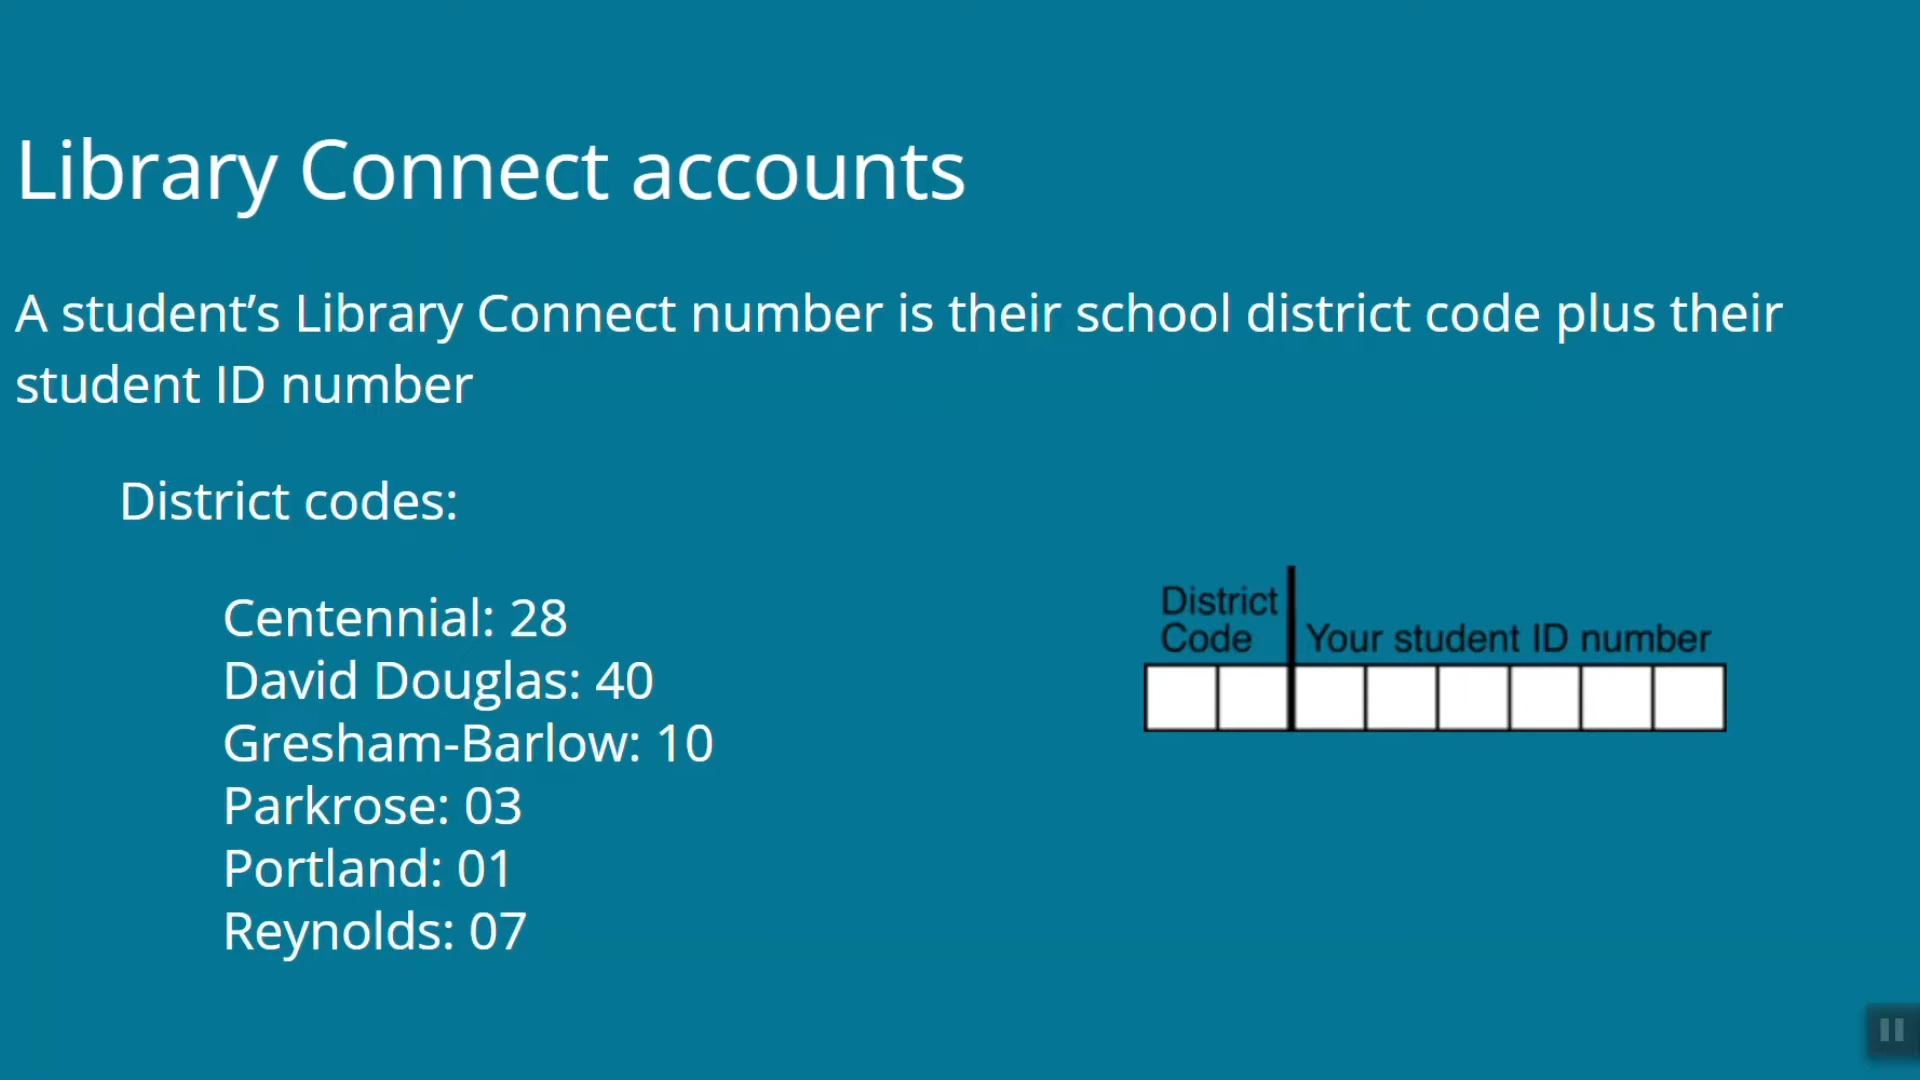 Library Connect accounts
A student’s Library Connect number is their school district code plus their
student ID number
District codes:
Centennial: 28
David Douglas: 40
Gresham-Barlow: 10
Parkrose: 03
Portland: 01
Reynolds: 07
District
Code
Your student ID number